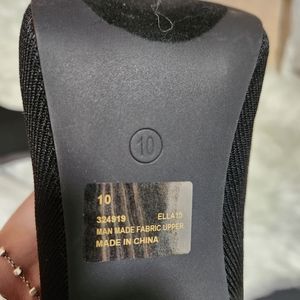 10
10
324919 ELLA10
MAN MADE FABRIC UPPER
MADE IN CHINA